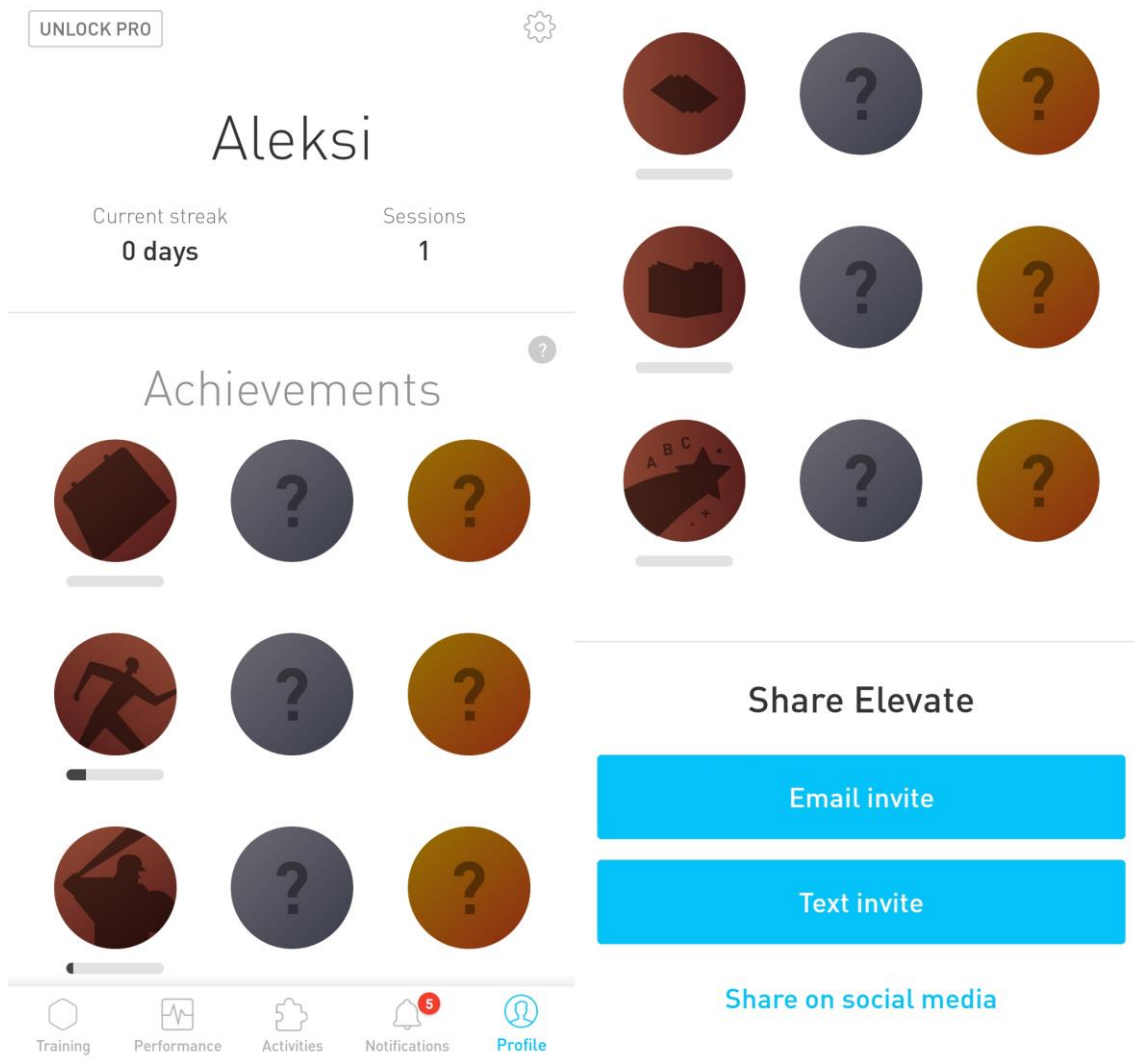 UNLOCK PRO
Aleksi
Current streak
Sessions
0 days
1
?
Achievements
? ?
? ?
? ?
5
Training Performance Activities Notifications Profile
? ?
? ?
A B C
? ?
Share Elevate
Email invite
Text invite
Share on social media